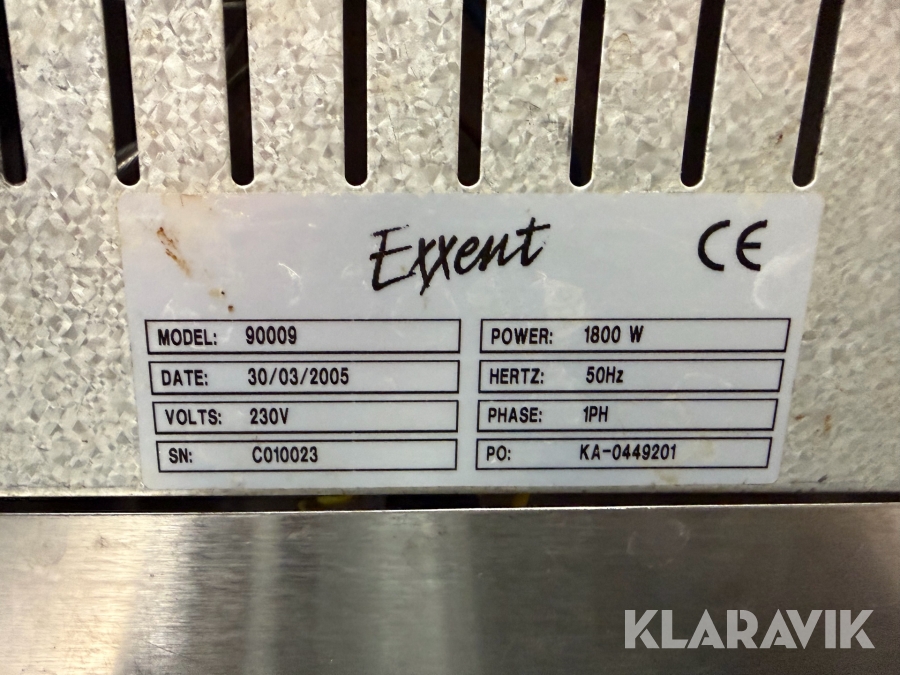 Exxent CE
MODEL: 90009
POWER: 1800 W
DATE: 30/03/2005
HERTZ: 50Hz
VOLTS: 230V
PHASE: 1PH
SN: C010023
PO: KA-0449201
KLARAVIK